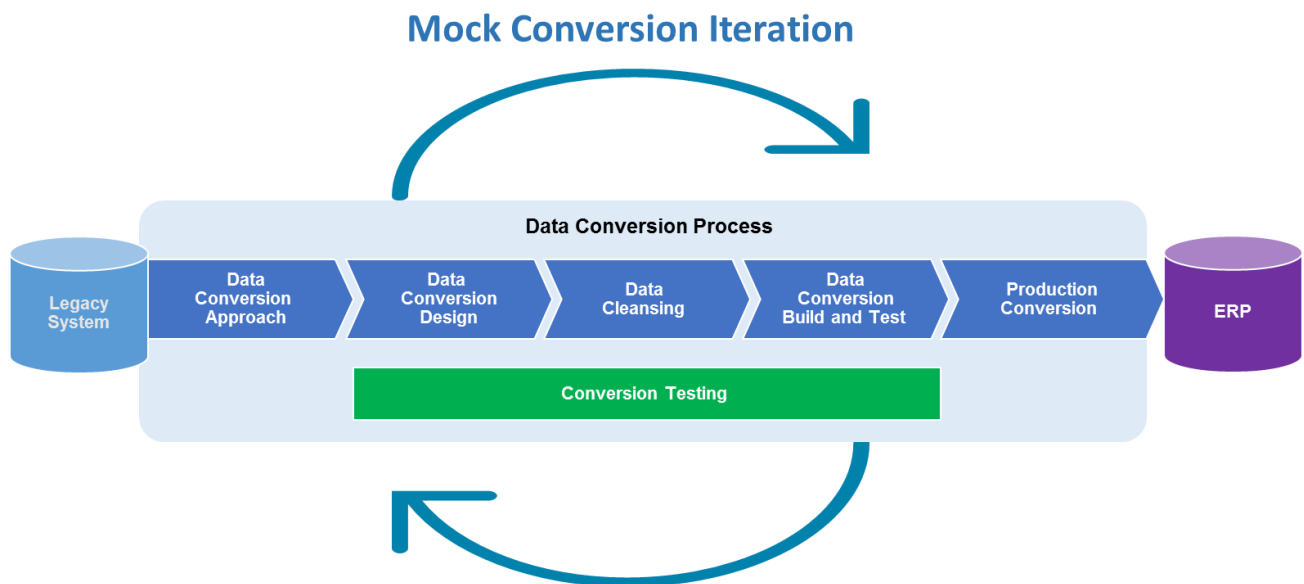 Mock Conversion Iteration
Data Conversion Process
Legacy
System
Data
Conversion
Approach
Data
Conversion
Design
Data
Cleansing
Data
Conversion
Build and Test
Production
Conversion
ERP
Conversion Testing